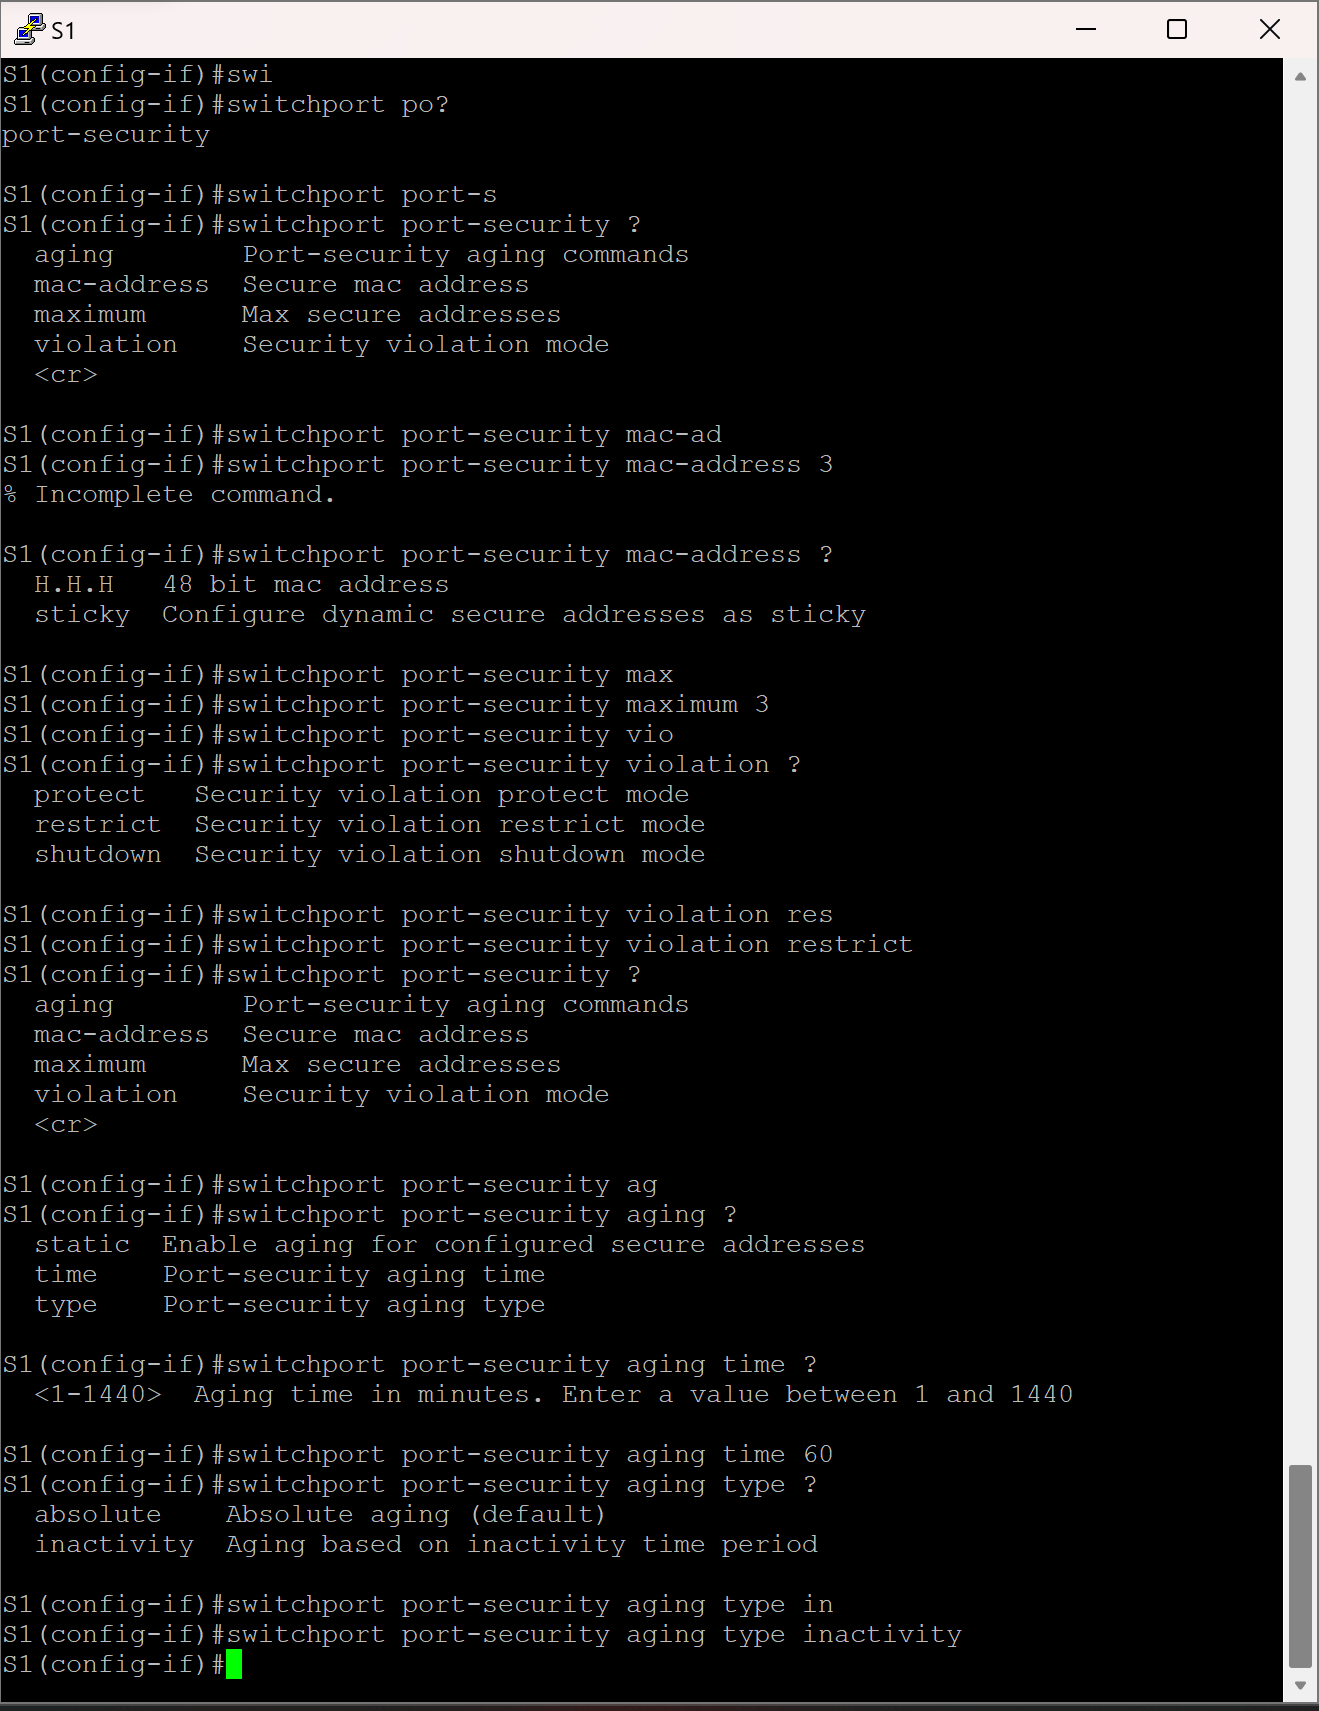 S1
S1(config-if)#swi
S1(config-if)#switchport po?
port-security
S1(config-if)#switchport port-s
S1(config-if)#switchport port-security ?
  aging        Port-security aging commands
  mac-address  Secure mac address
  maximum      Max secure addresses
  violation    Security violation mode
  <cr>
S1(config-if)#switchport port-security mac-ad
S1(config-if)#switchport port-security mac-address 3
% Incomplete command.
S1(config-if)#switchport port-security mac-address ?
  H.H.H   48 bit mac address
  sticky  Configure dynamic secure addresses as sticky
S1(config-if)#switchport port-security max
S1(config-if)#switchport port-security maximum 3
S1(config-if)#switchport port-security vio
S1(config-if)#switchport port-security violation ?
  protect   Security violation protect mode
  restrict  Security violation restrict mode
  shutdown  Security violation shutdown mode
S1(config-if)#switchport port-security violation res
S1(config-if)#switchport port-security violation restrict
S1(config-if)#switchport port-security ?
  aging        Port-security aging commands
  mac-address  Secure mac address
  maximum      Max secure addresses
  violation    Security violation mode
  <cr>
S1(config-if)#switchport port-security ag
S1(config-if)#switchport port-security aging ?
  static  Enable aging for configured secure addresses
  time    Port-security aging time
  type    Port-security aging type
S1(config-if)#switchport port-security aging time ?
  <1-1440>  Aging time in minutes. Enter a value between 1 and 1440
S1(config-if)#switchport port-security aging time 60
S1(config-if)#switchport port-security aging type ?
  absolute    Absolute aging (default)
  inactivity  Aging based on inactivity time period
S1(config-if)#switchport port-security aging type in
S1(config-if)#switchport port-security aging type inactivity
S1(config-if)#